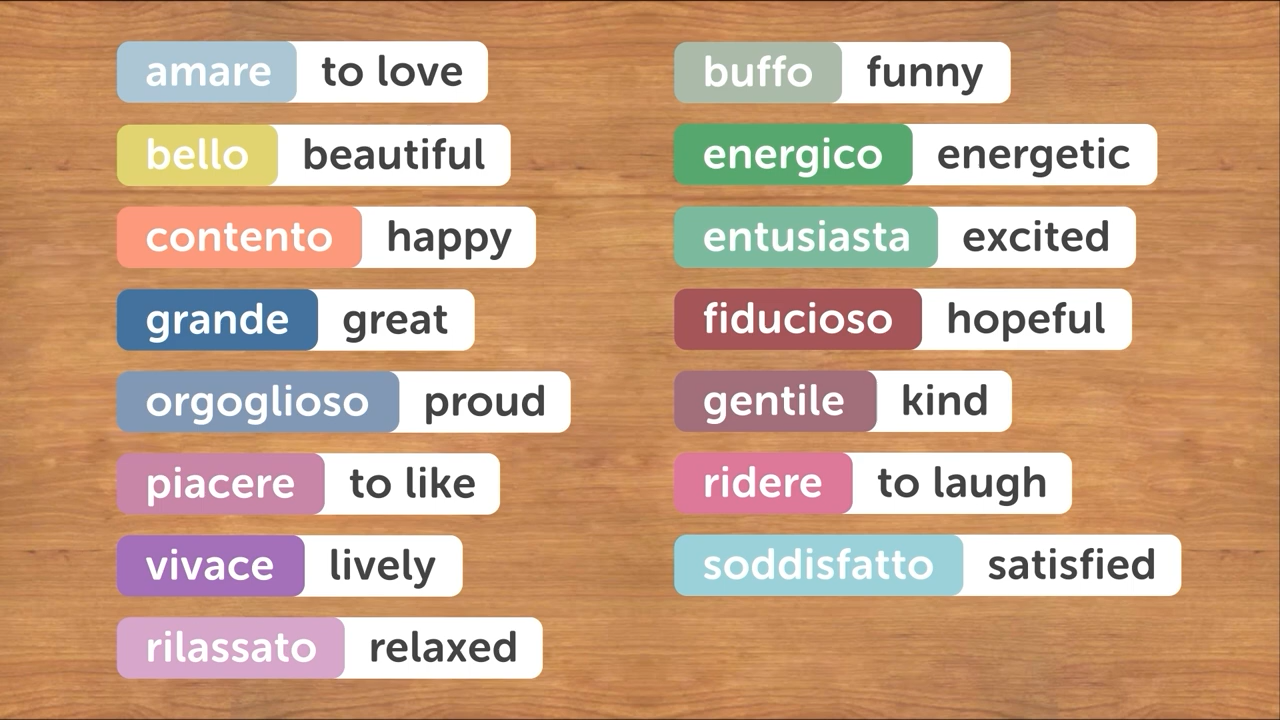 amare to love
bello beautiful
contento happy
grande great
orgoglioso proud
piacere to like
vivace lively
rilassato relaxed
buffo funny
energico energetic
entusiasta excited
fiducioso hopeful
gentile kind
ridere to laugh
soddisfatto satisfied